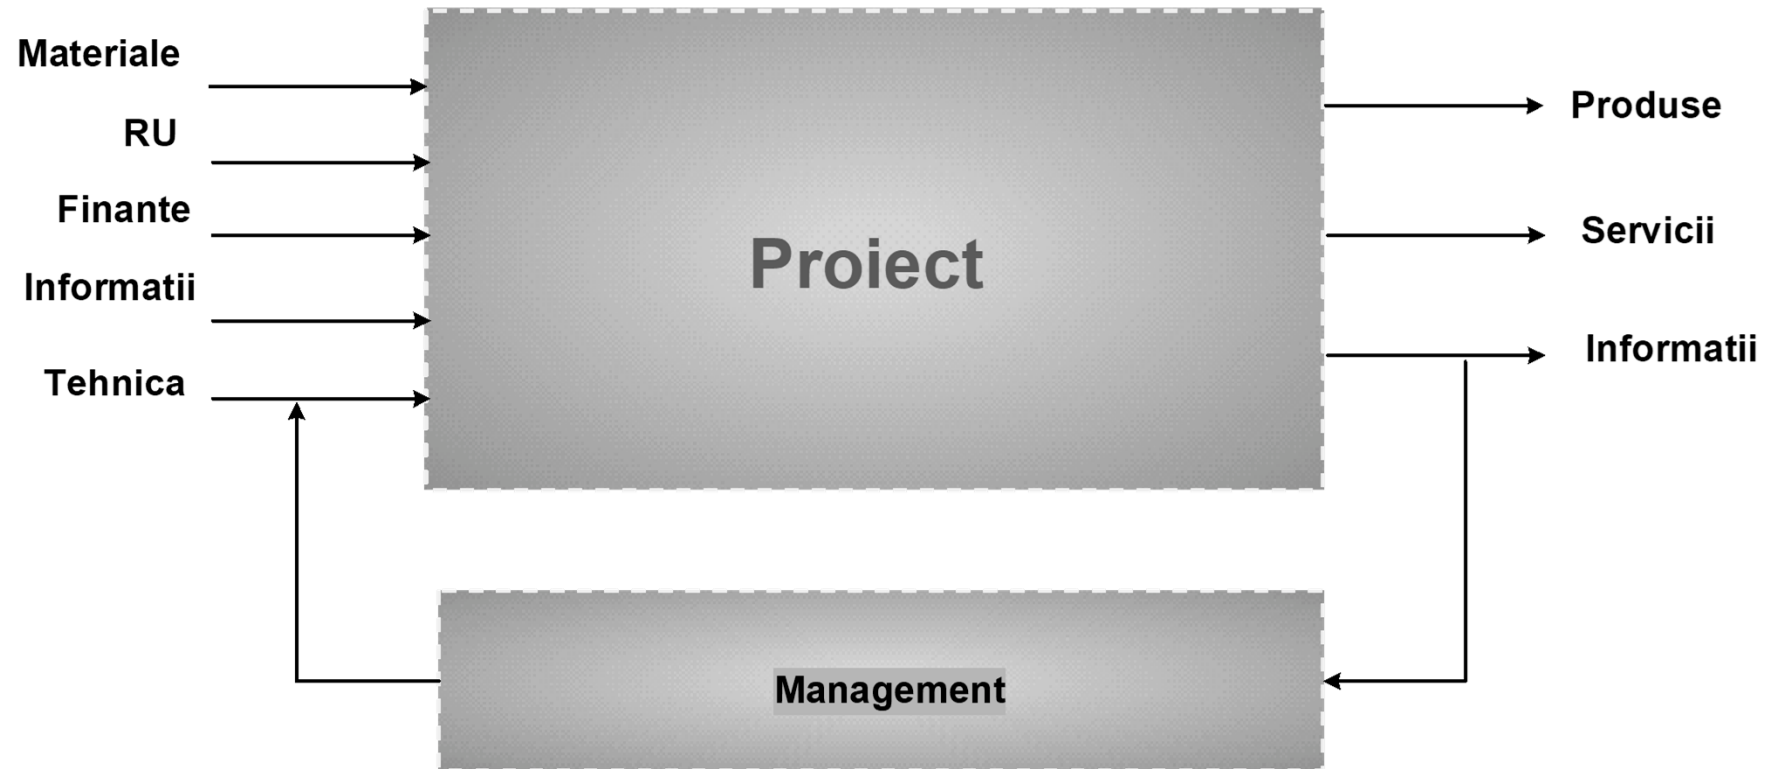 Materiale
RU
Finante
Informatii
Tehnica
Proiect
Produse
Servicii
Informatii
Management